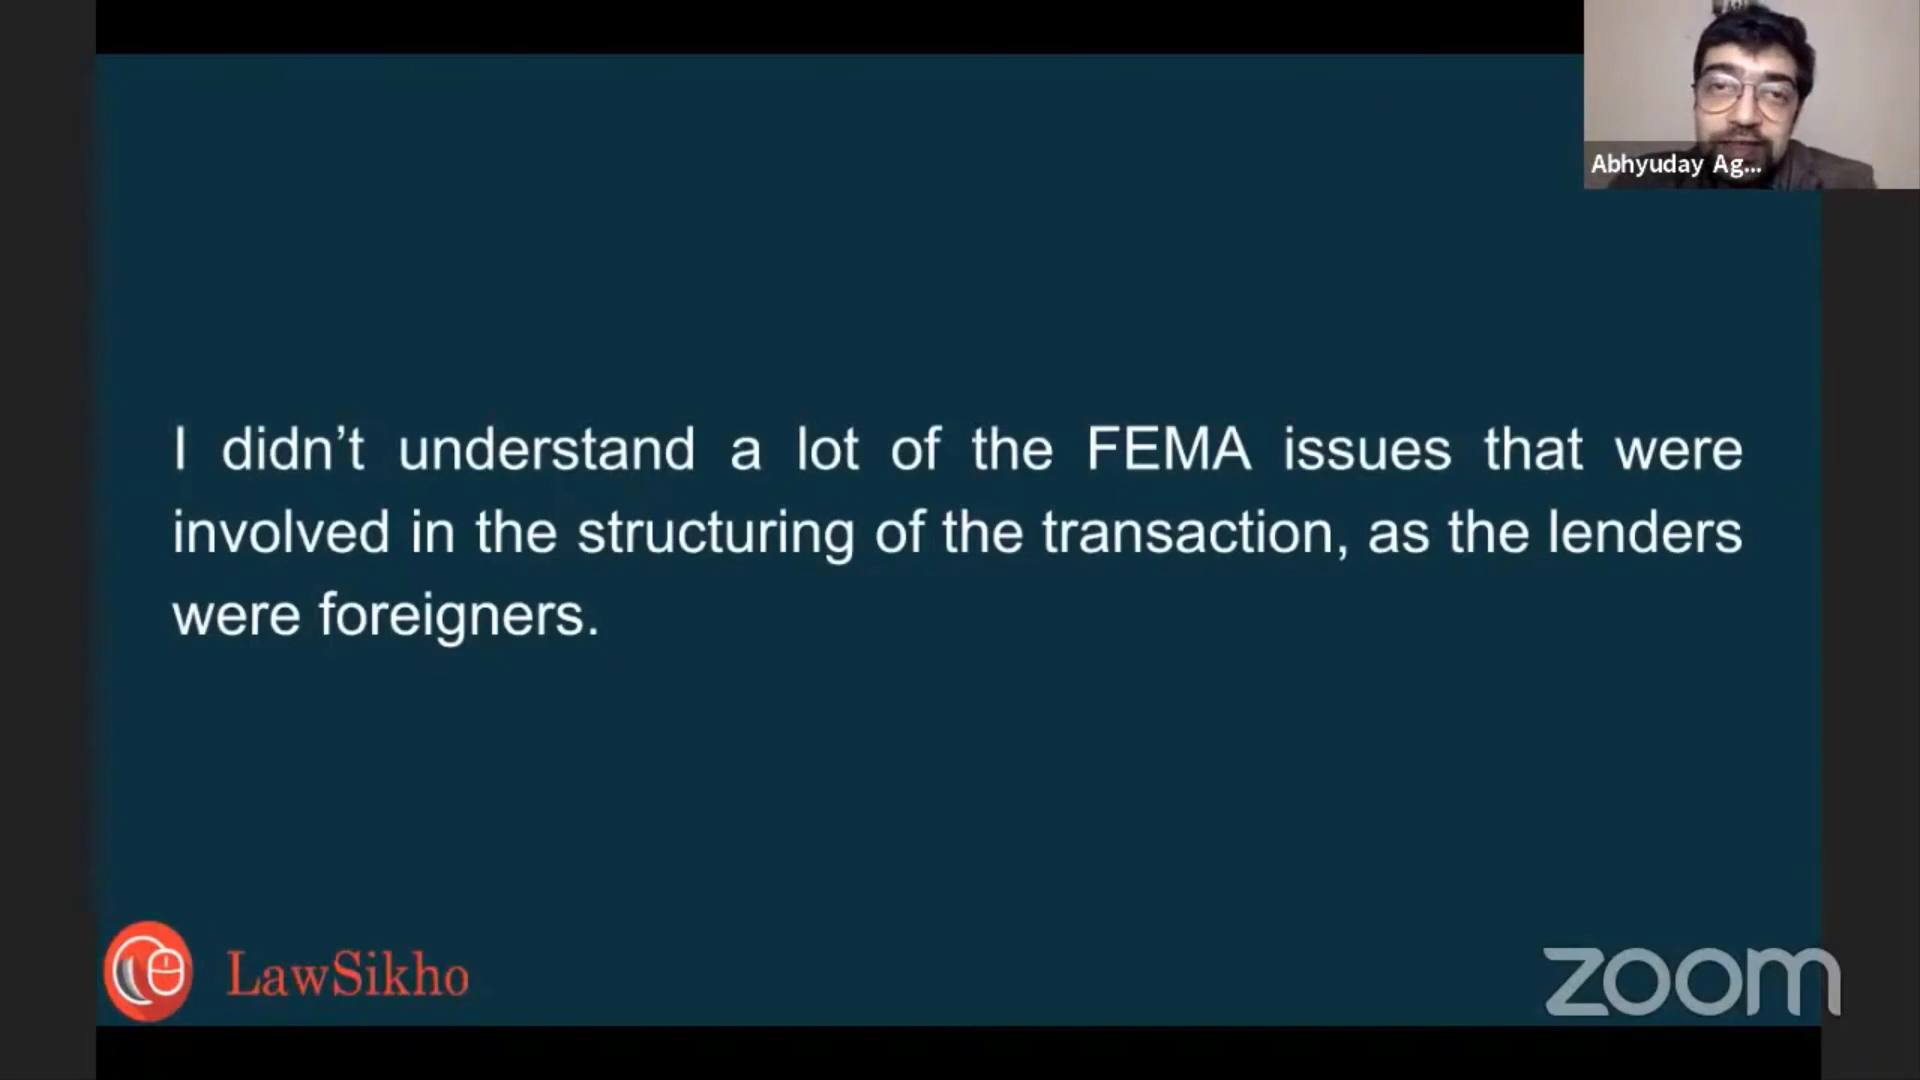 Abhyuday Ag...
I didn’t understand a lot of the FEMA issues that were
involved in the structuring of the transaction, as the lenders
were foreigners.
LawSikho
zoom